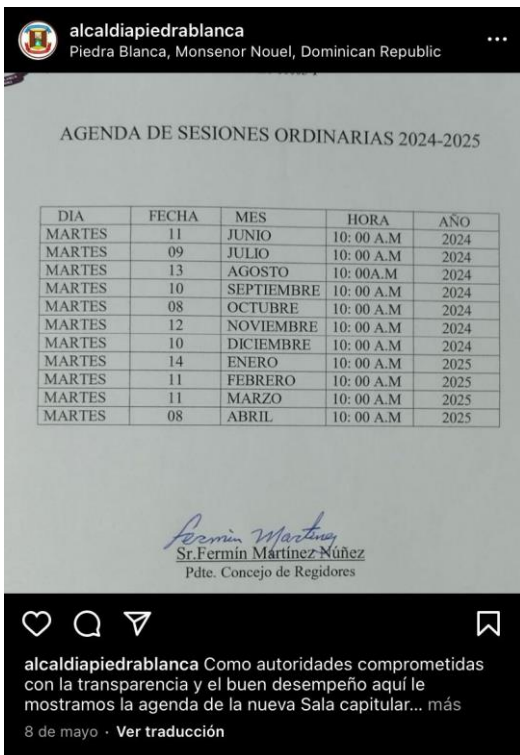 alcaldiapiedrablanca
Piedra Blanca, Monsenor Nouel, Dominican Republic
AGENDA DE SESIONES ORDINARIAS 2024-2025
DIA FECHA MES HORA AÑO
MARTES 11 JUNIO 10: 00 A.M 2024
MARTES 09 JULIO 10: 00 A.M 2024
MARTES 13 AGOSTO 10: 00A.M 2024
MARTES 10 SEPTIEMBRE 10: 00 A.M 2024
MARTES 08 OCTUBRE 10: 00 A.M 2024
MARTES 12 NOVIEMBRE 10: 00 A.M 2024
MARTES 10 DICIEMBRE 10: 00 A.M 2024
MARTES 14 ENERO 10: 00 A.M 2025
MARTES 11 FEBRERO 10: 00 A.M 2025
MARTES 11 MARZO 10: 00 A.M 2025
MARTES 08 ABRIL 10: 00 A.M 2025
Fermín Martínez
Sr.Fermín Martínez Núñez
Pdte. Concejo de Regidores
alcaldiapiedrablanca Como autoridades comprometidas
con la transparencia y el buen desempeño aquí le
mostramos la agenda de la nueva Sala capitular... más
8 de mayo · Ver traducción